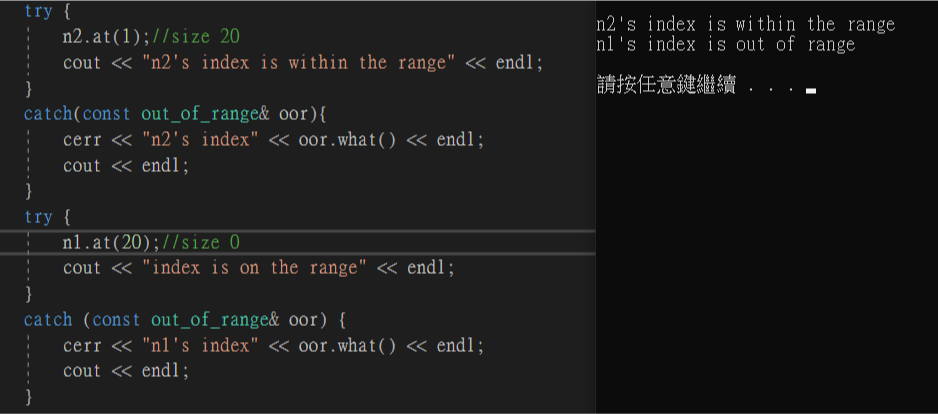 try {
n2.at(1);//size 20
cout << "n2's index is within the range" << endl;
}
catch(const out_of_range& oor){
cerr << "n2's index" << oor.what() << endl;
cout << endl;
}
try {
n1.at(20);//size 0
cout << "index is on the range" << endl;
}
catch (const out_of_range& oor) {
cerr << "n1's index" << oor.what() << endl;
cout << endl;
}
n2's index is within the range
n1's index is out of range
請按任意鍵繼續 . . .